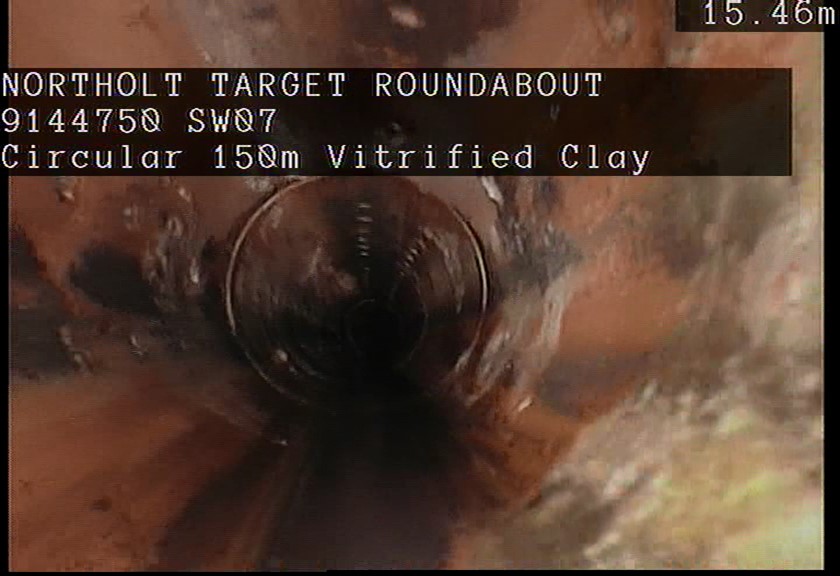 15.46m
NORTHOLT TARGET ROUNDABOUT
9144750 SW07
Circular 150m Vitrified Clay